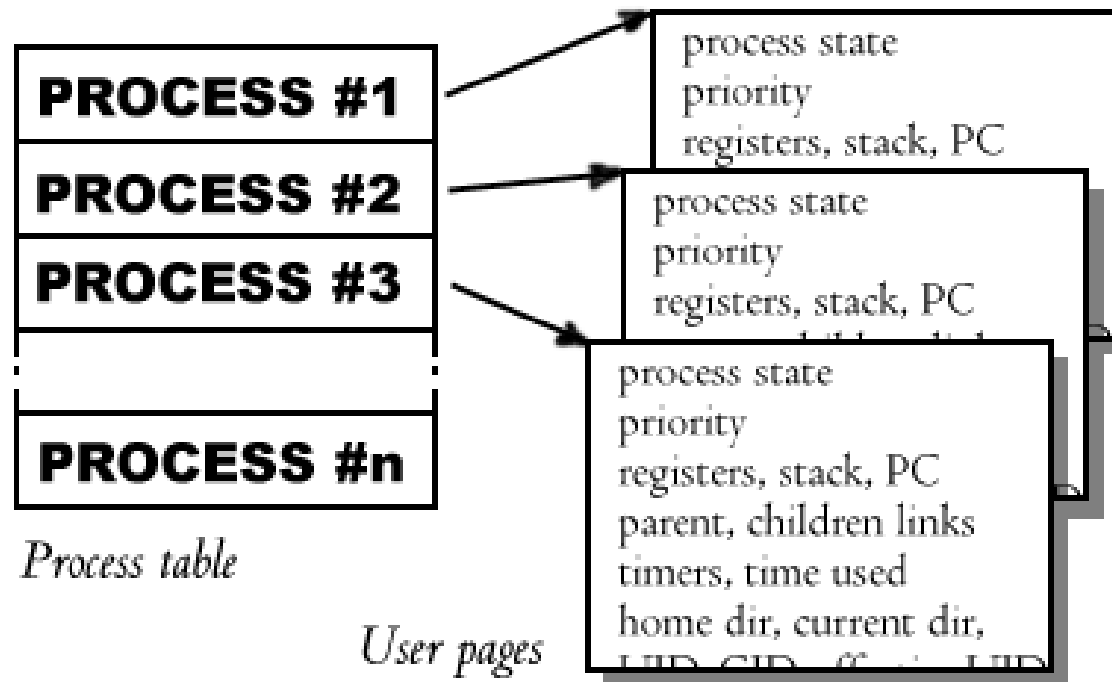 PROCESS #1
PROCESS #2
PROCESS #3
PROCESS #n
Process table
process state
priority
registers, stack, PC
process state
priority
registers, stack, PC
process state
priority
registers, stack, PC
parent, children links
timers, time used
home dir, current dir,
User pages